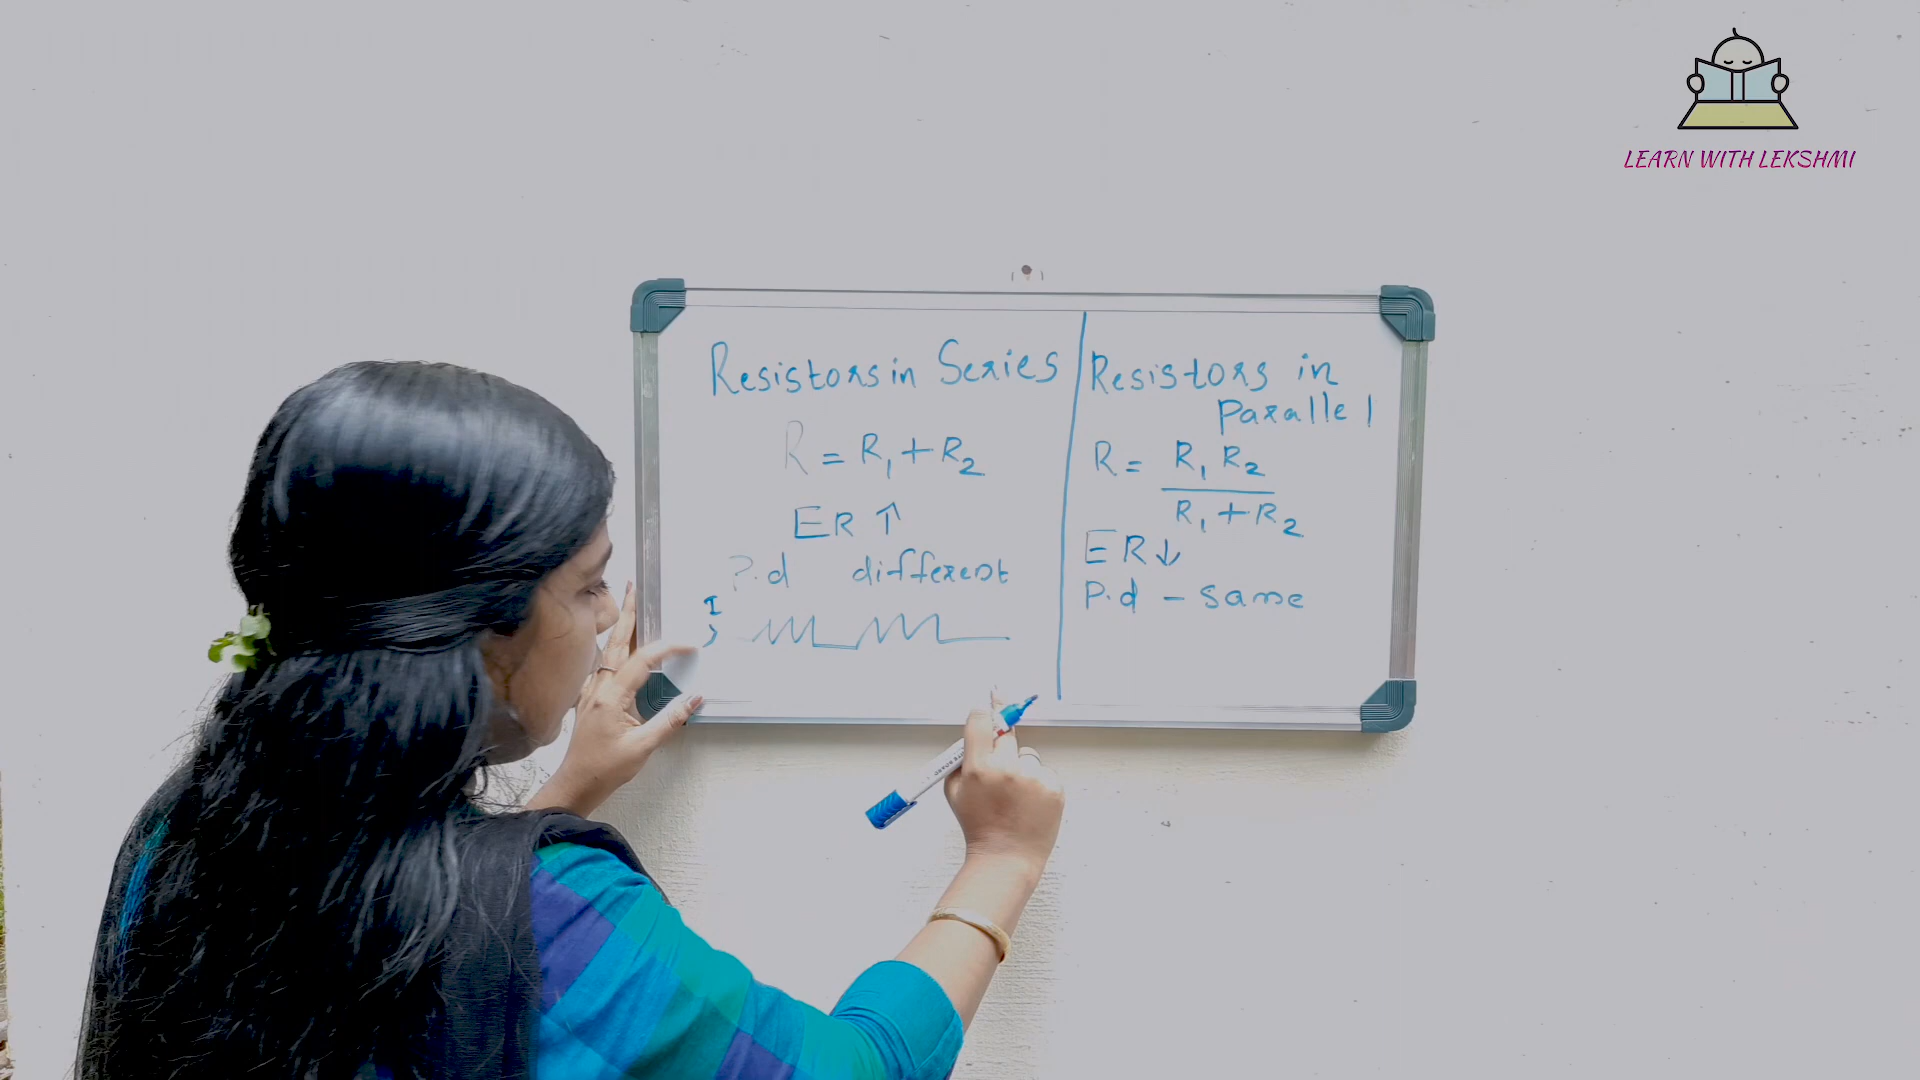 LEARN WITH LEKSHMI
Resistors in Series
R = R₁ + R₂
ER ↑
P.d different
I
Resistors in
parallel
R = R₁ R₂
R₁ + R₂
ER ↓
P.d - same